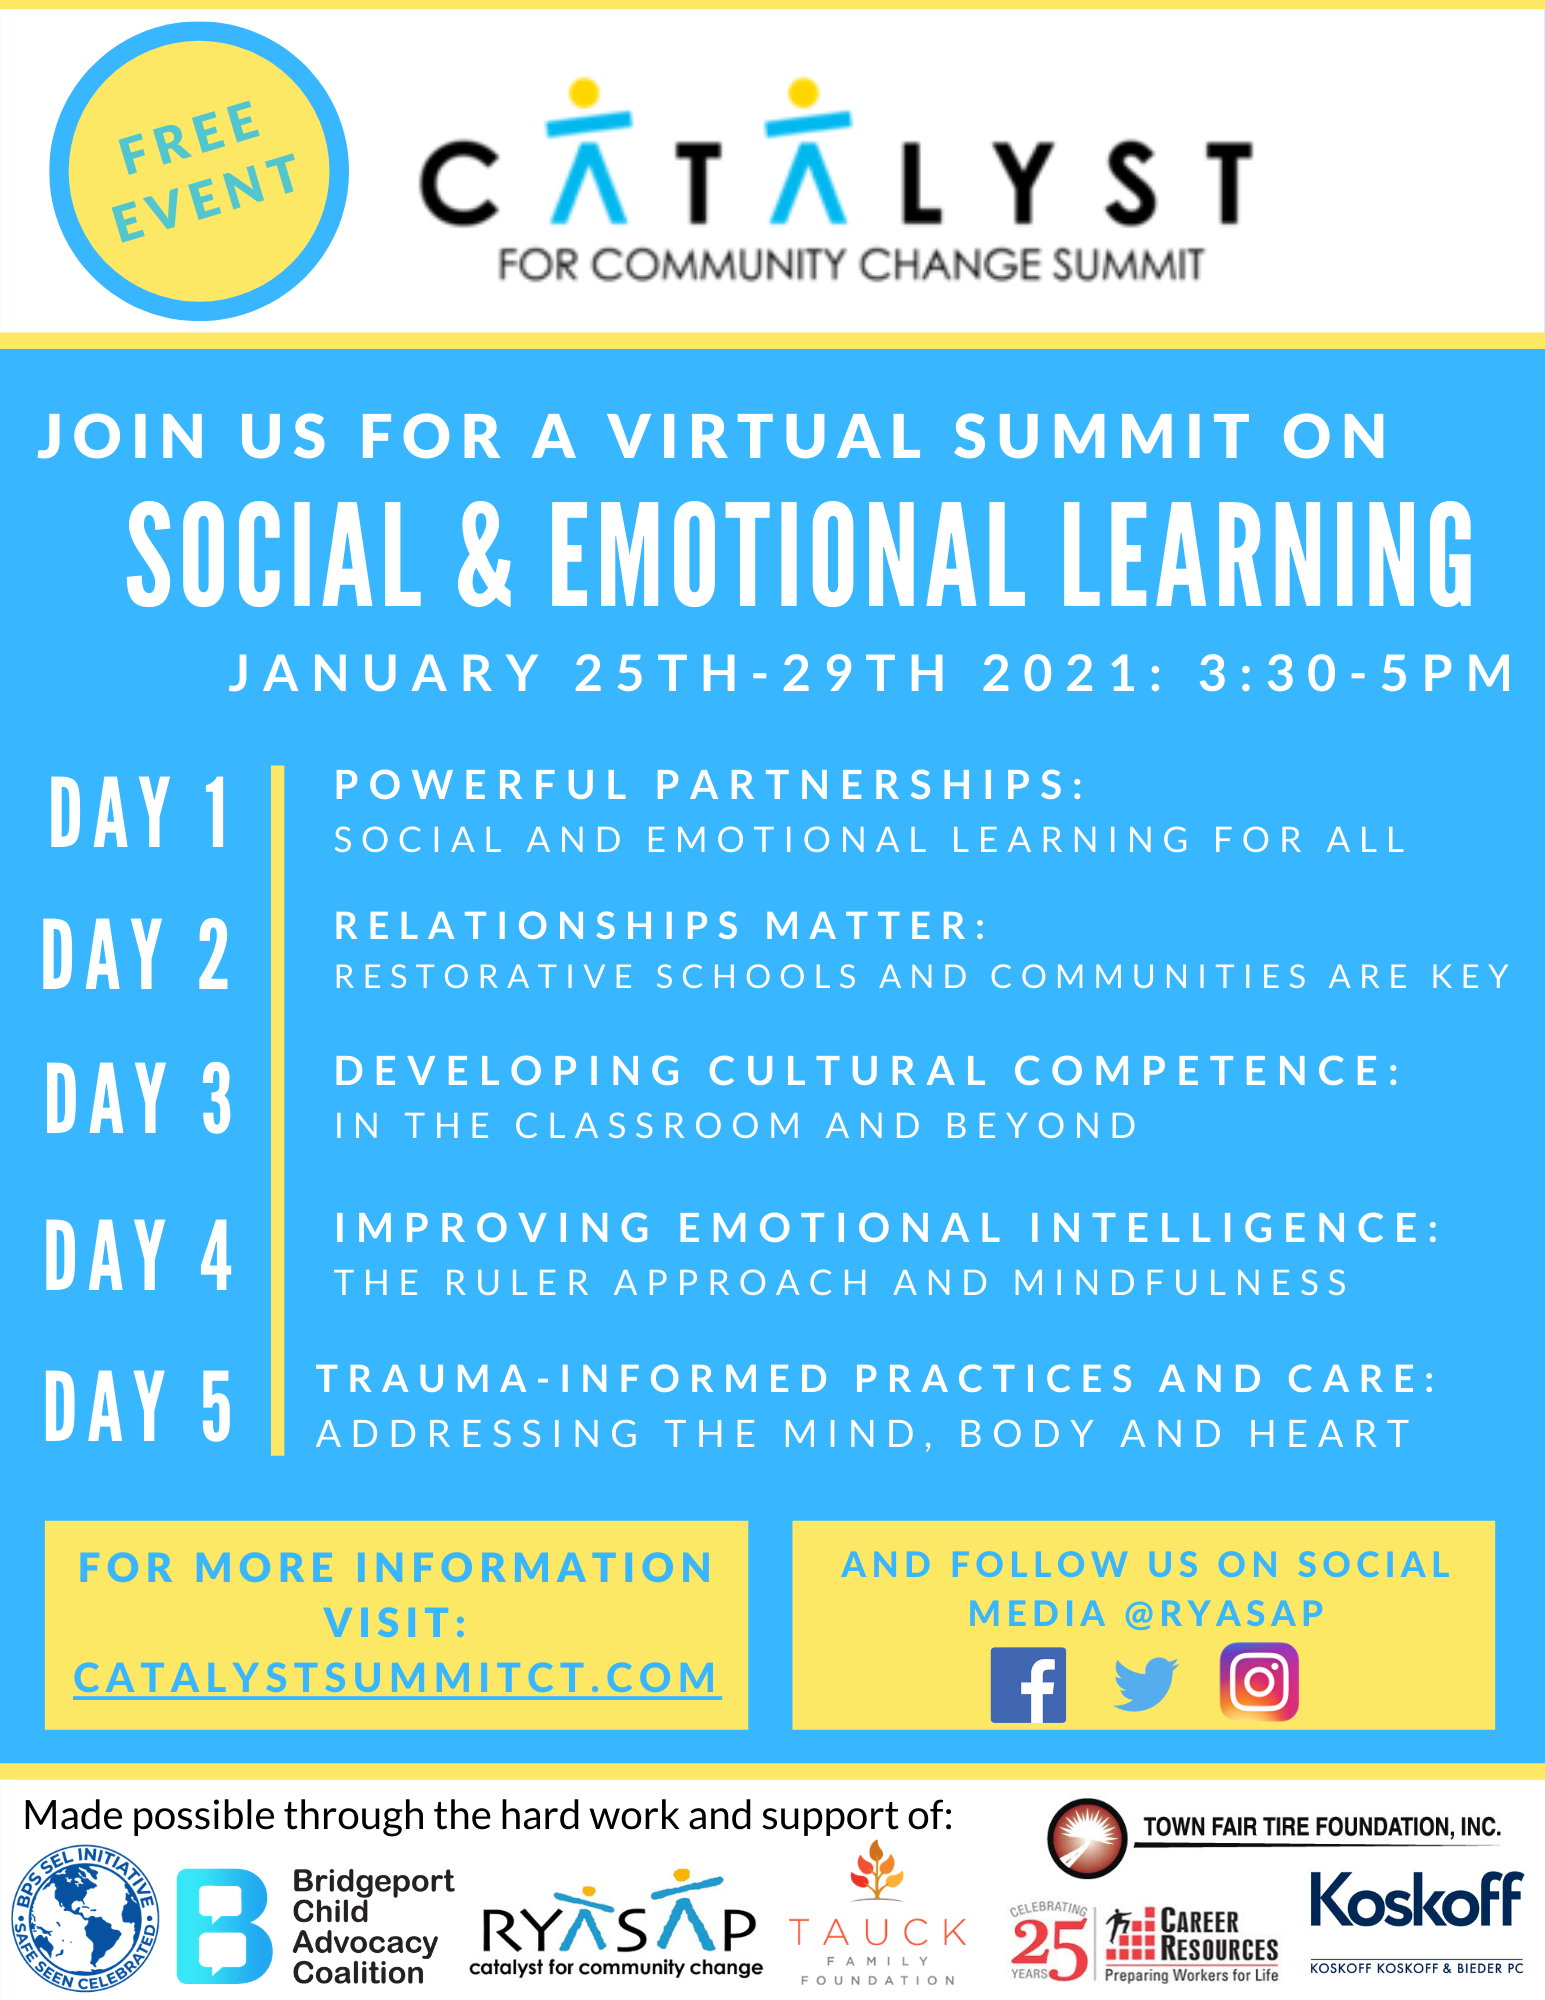 FREE
EVENT
CATALYST
FOR COMMUNITY CHANGE SUMMIT
JOIN US FOR A VIRTUAL SUMMIT ON
SOCIAL & EMOTIONAL LEARNING
JANUARY 25TH-29TH 2021: 3:30-5PM
DAY 1
POWERFUL PARTNERSHIPS:
SOCIAL AND EMOTIONAL LEARNING FOR ALL
DAY 2
RELATIONSHIPS MATTER:
RESTORATIVE SCHOOLS AND COMMUNITIES ARE KEY
DAY 3
DEVELOPING CULTURAL COMPETENCE:
IN THE CLASSROOM AND BEYOND
DAY 4
IMPROVING EMOTIONAL INTELLIGENCE:
THE RULER APPROACH AND MINDFULNESS
DAY 5
TRAUMA-INFORMED PRACTICES AND CARE:
ADDRESSING THE MIND, BODY AND HEART
FOR MORE INFORMATION
VISIT:
CATALYSTSUMMITCT.COM
AND FOLLOW US ON SOCIAL
MEDIA @RYASAP
Made possible through the hard work and support of:
BPS SEL INITIATIVE
•SAFE SEEN CELEBRATED•
Bridgeport
Child
Advocacy
Coalition
RYASAP
catalyst for community change
TAUCK
FAMILY
FOUNDATION
TOWN FAIR TIRE FOUNDATION, INC.
CELEBRATING
25
YEARS
CAREER
RESOURCES
Preparing Workers for Life
Koskoff
KOSKOFF KOSKOFF & BIEDER PC